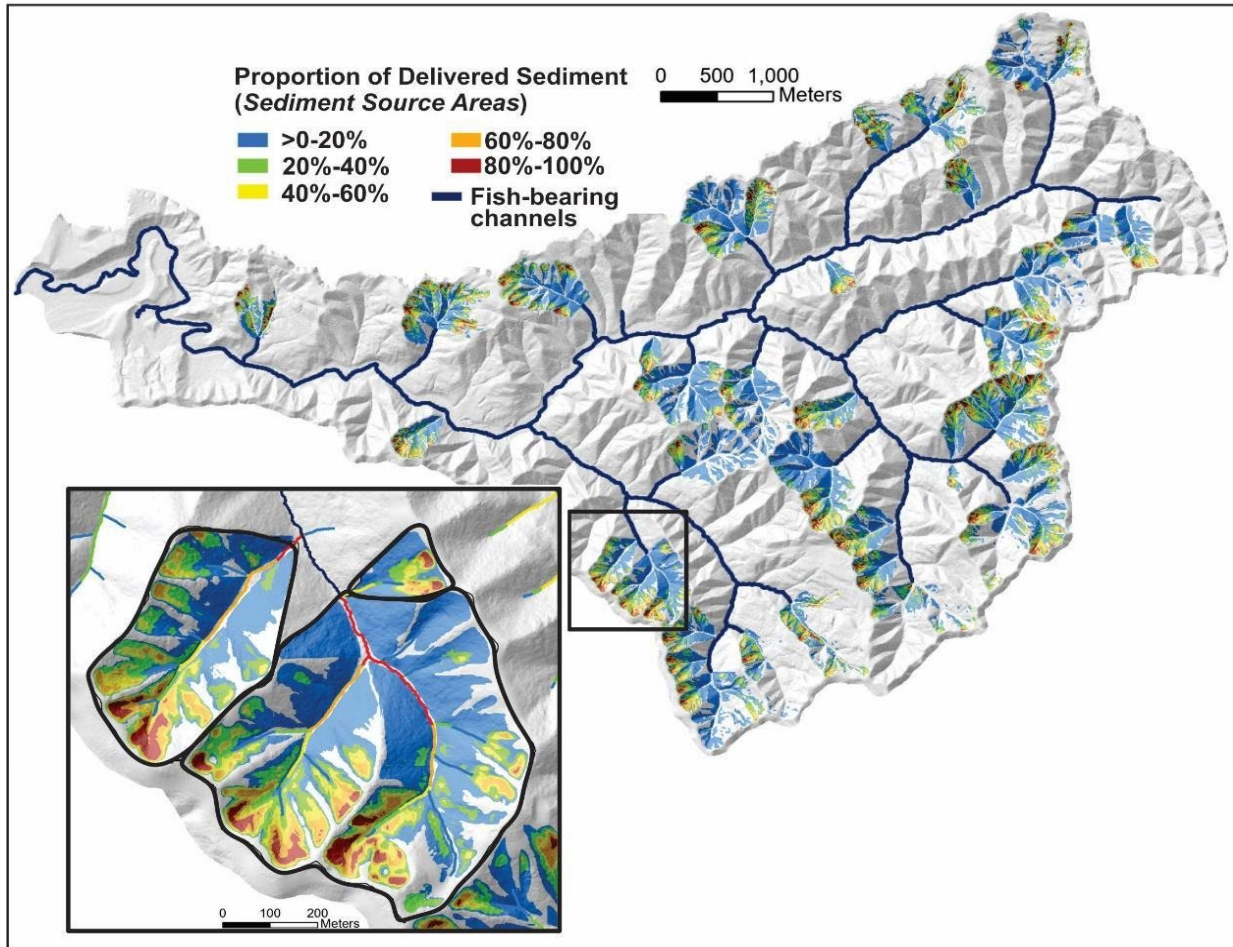 Proportion of Delivered Sediment
(Sediment Source Areas)
>0-20%
20%-40%
40%-60%
60%-80%
80%-100%
Fish-bearing
channels
0 500 1,000
Meters
0 100 200
Meters